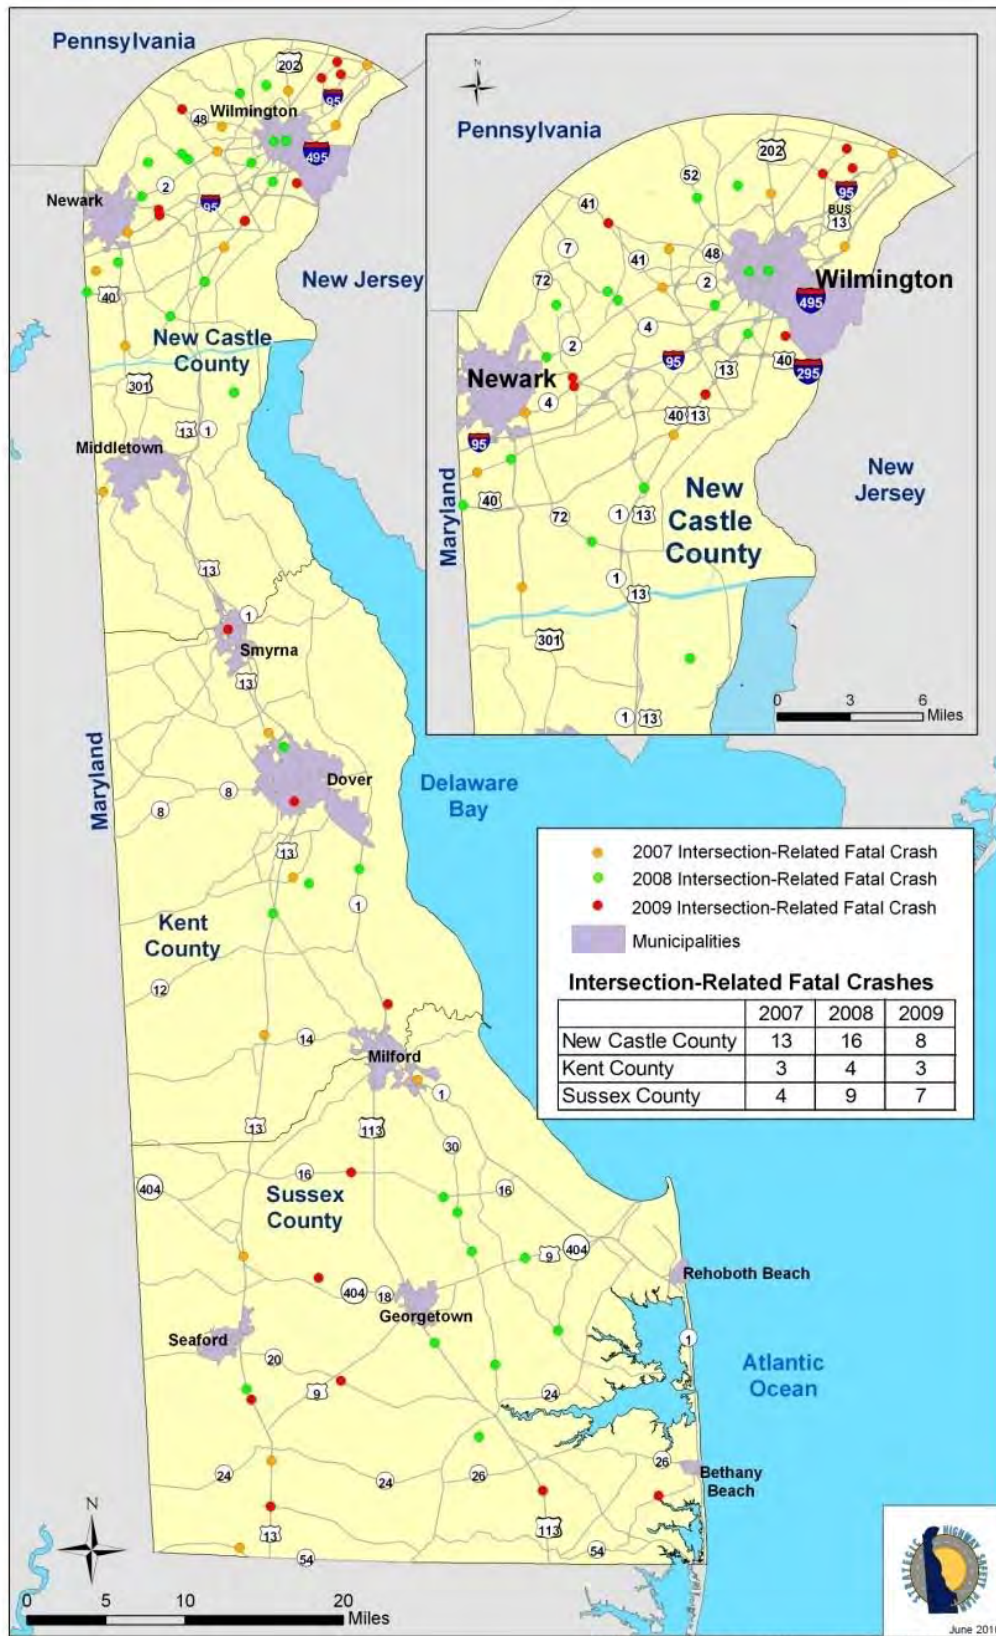 Pennsylvania
202
95
Wilmington
48
495
2
Newark
95
New Jersey
40
New Castle
County
301
13
1
Middletown
13
1
Smyrna
13
Maryland
Dover
8
8
13
Delaware
Bay
1
Kent
County
12
14
Milford
1
13
113
30
16
16
404
Sussex
County
9
404
Rehoboth Beach
404
18
Georgetown
Seaford
1
20
9
24
Atlantic
Ocean
24
24
26
26
Bethany
Beach
13
113
54
54
N
0
5
10
20
Miles
N
Pennsylvania
202
52
95
41
BUS
13
7
41
48
72
2
Wilmington
495
4
2
95
13
40
295
Newark
4
40
13
95
New
Jersey
New
Castle
County
Maryland
40
72
1
13
1
13
301
1
13
0
3
6
Miles
2007 Intersection-Related Fatal Crash
2008 Intersection-Related Fatal Crash
2009 Intersection-Related Fatal Crash
Municipalities
Intersection-Related Fatal Crashes
2007 2008 2009
New Castle County 13 16 8
Kent County 3 4 3
Sussex County 4 9 7
STRATEGIC HIGHWAY SAFETY PLAN